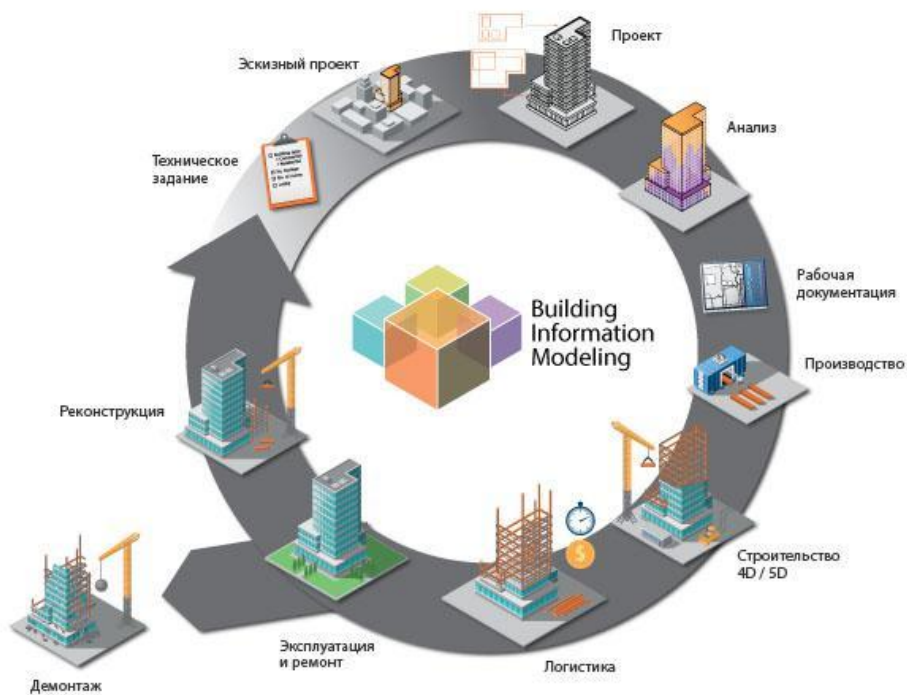 Проект
Эскизный проект
Анализ
Техническое
задание
Рабочая
документация
Building
Information
Modeling
Производство
Реконструкция
$
Строительство
4D / 5D
Эксплуатация
и ремонт
Логистика
Демонтаж